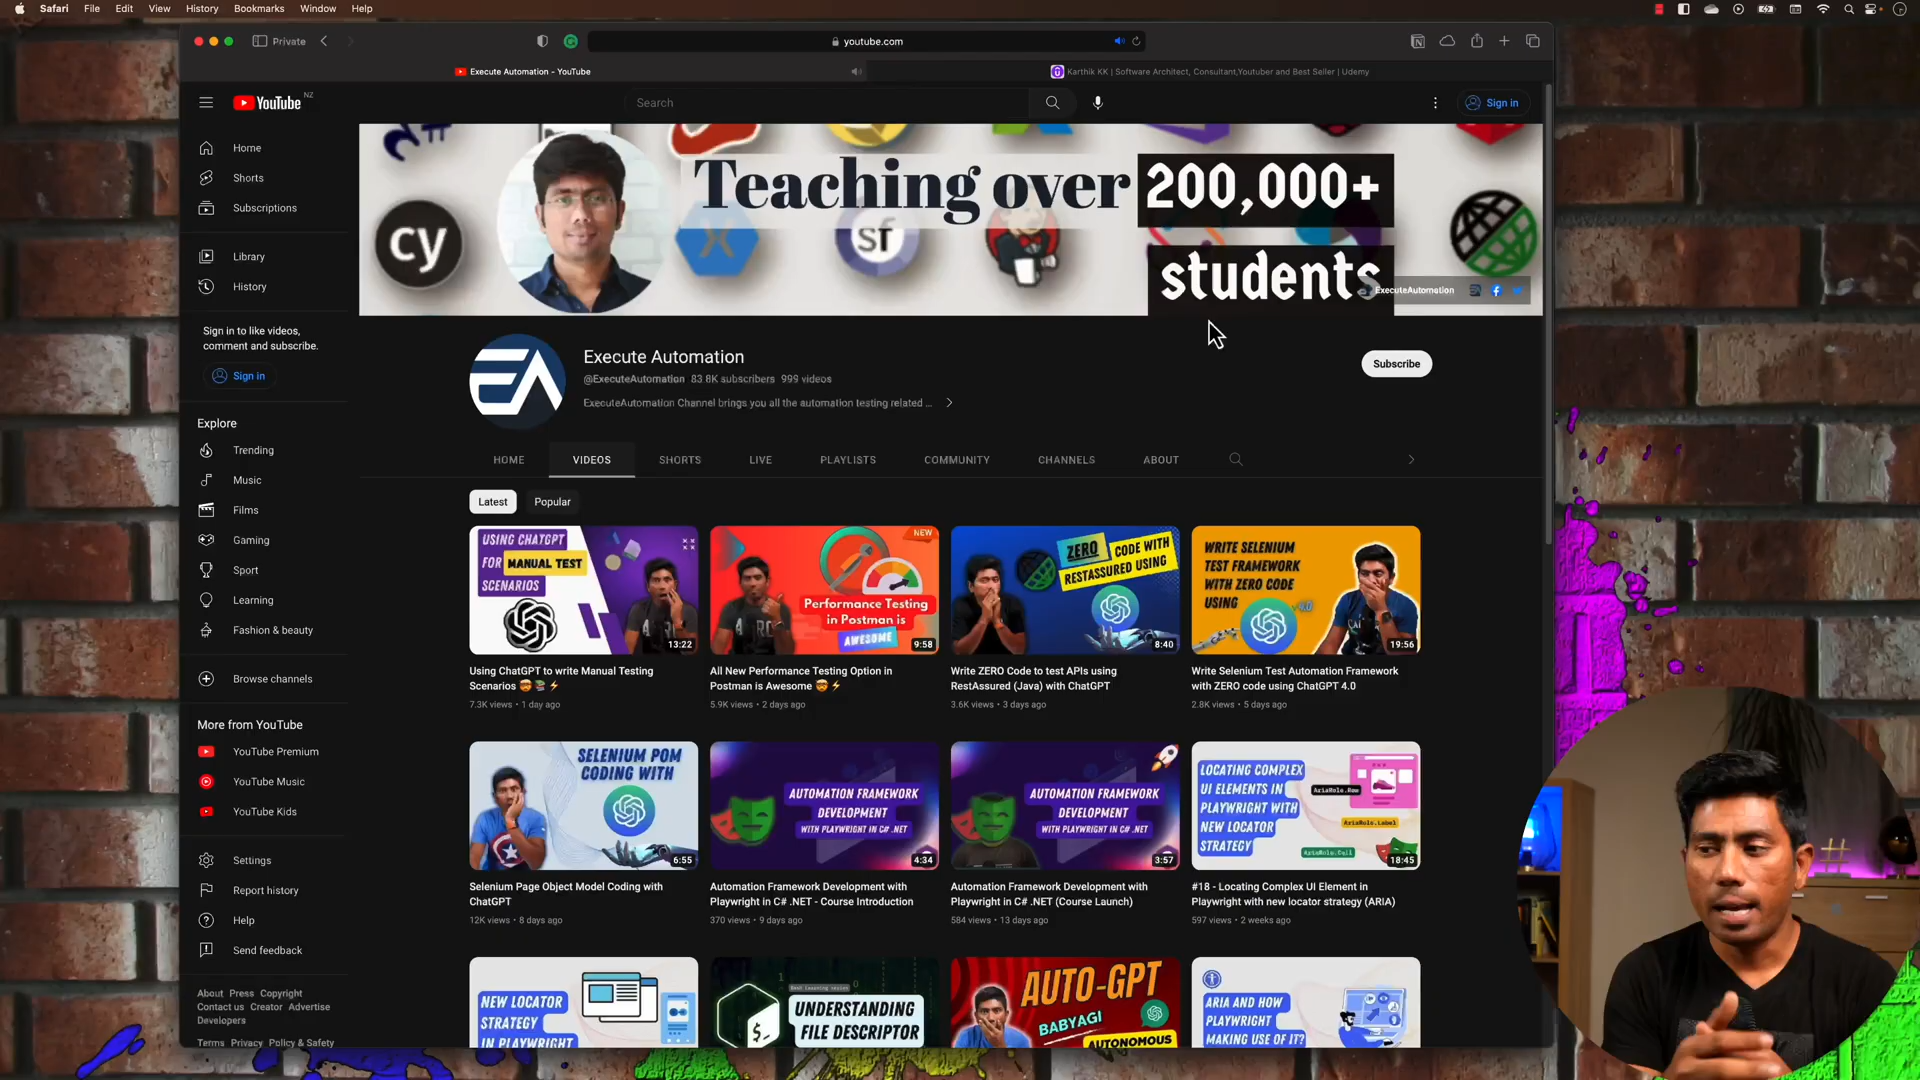 Safari File Edit View History Bookmarks Window Help
Private
youtube.com
Execute Automation - YouTube
Karthik KK | Software Architect, Consultant,Youtuber and Best Seller | Udemy
YouTube NZ
Search
Sign in
Home
Shorts
Subscriptions
Library
History
Sign in to like videos,
comment and subscribe.
Sign in
Explore
Trending
Music
Films
Gaming
Sport
Learning
Fashion & beauty
Browse channels
More from YouTube
YouTube Premium
YouTube Music
YouTube Kids
Settings
Report history
Help
Send feedback
About Press Copyright
Contact us Creator Advertise
Developers
Terms Privacy Policy & Safety
cy
sf
Teaching over 200,000+
students
ExecuteAutomation
EA
Execute Automation
@ExecuteAutomation 83.8K subscribers 999 videos
ExecuteAutomation Channel brings you all the automation testing related ...
Subscribe
HOME VIDEOS SHORTS LIVE PLAYLISTS COMMUNITY CHANNELS ABOUT
Latest Popular
USING CHATGPT
FOR MANUAL TEST
SCENARIOS
13:22
Using ChatGPT to write Manual Testing
Scenarios
7.3K views • 1 day ago
NEW
Performance Testing
in Postman is
AWESOME
9:58
All New Performance Testing Option in
Postman is Awesome
5.9K views • 2 days ago
ZERO CODE WITH
RESTASSURED USING
8:40
Write ZERO Code to test APIs using
RestAssured (Java) with ChatGPT
3.6K views • 3 days ago
WRITE SELENIUM
TEST FRAMEWORK
WITH ZERO CODE
USING
4.0
19:56
Write Selenium Test Automation Framework
with ZERO code using ChatGPT 4.0
2.8K views • 5 days ago
SELENIUM POM
CODING WITH
6:55
Selenium Page Object Model Coding with
ChatGPT
12K views • 8 days ago
AUTOMATION FRAMEWORK
DEVELOPMENT
WITH PLAYWRIGHT IN C# .NET
4:34
Automation Framework Development with
Playwright in C# .NET - Course Introduction
370 views • 9 days ago
AUTOMATION FRAMEWORK
DEVELOPMENT
WITH PLAYWRIGHT IN C# .NET
3:57
Automation Framework Development with
Playwright in C# .NET (Course Launch)
584 views • 13 days ago
LOCATING COMPLEX
UI ELEMENTS IN
PLAYWRIGHT WITH
NEW LOCATOR
STRATEGY
AriaRole.Row
AriaRole.Label
AriaRole.Cell
18:45
#18 - Locating Complex UI Element in
Playwright with new locator strategy (ARIA)
597 views • 2 weeks ago
NEW LOCATOR
STRATEGY
IN PLAYWRIGHT
$_
UNDERSTANDING
FILE DESCRIPTOR
AUTO-GPT
BABYAGI
AUTONOMOUS
ARIA AND HOW
PLAYWRIGHT
MAKING USE OF IT?